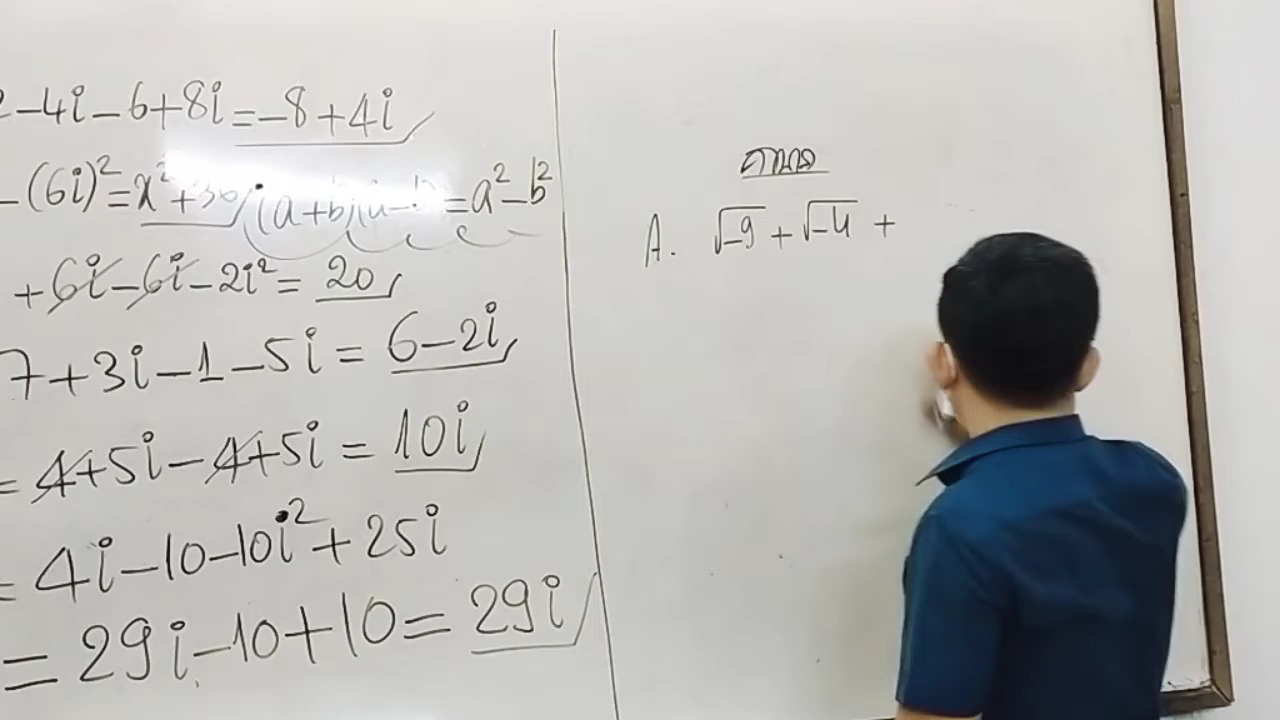 -4i-6+8i=-8+4i
-(6i)²=x²+36 (a+b)(a-b)=a²-b²
+6i-6i-2i²=20
7+3i-1-5i=6-2i
=4+5i-4+5i=10i
=4i-10-10i²+25i
=29i-10+10=29i
A. √-9+√-4+